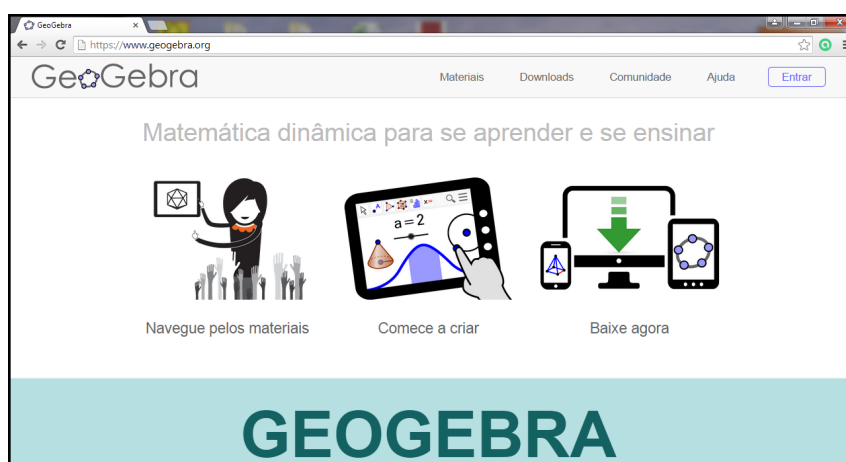 GeoGebra
https://www.geogebra.org
GeoGebra
Materiais Downloads Comunidade Ajuda Entrar
Matemática dinâmica para se aprender e se ensinar
a=2
Navegue pelos materiais Comece a criar Baixe agora
GEOGEBRA